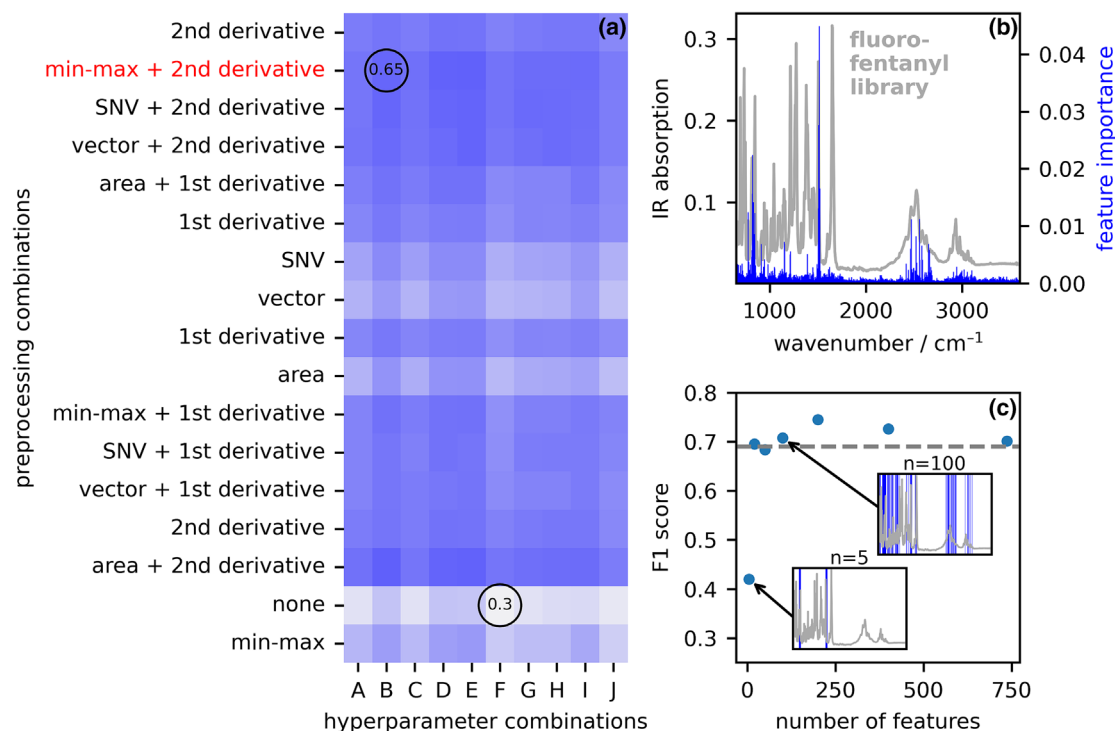 (a)
preprocessing combinations
2nd derivative
min-max + 2nd derivative
0.65
SNV + 2nd derivative
vector + 2nd derivative
area + 1st derivative
1st derivative
SNV
vector
1st derivative
area
min-max + 1st derivative
SNV + 1st derivative
vector + 1st derivative
2nd derivative
area + 2nd derivative
none
0.3
min-max
A B C D E F G H I J
hyperparameter combinations
(b)
fluoro-
fentanyl
library
IR absorption
0.3
0.2
0.1
feature importance
0.04
0.03
0.02
0.01
0.00
1000 2000 3000
wavenumber / cm⁻¹
(c)
F1 score
0.8
0.7
0.6
0.5
0.4
0.3
n=100
n=5
0 250 500 750
number of features